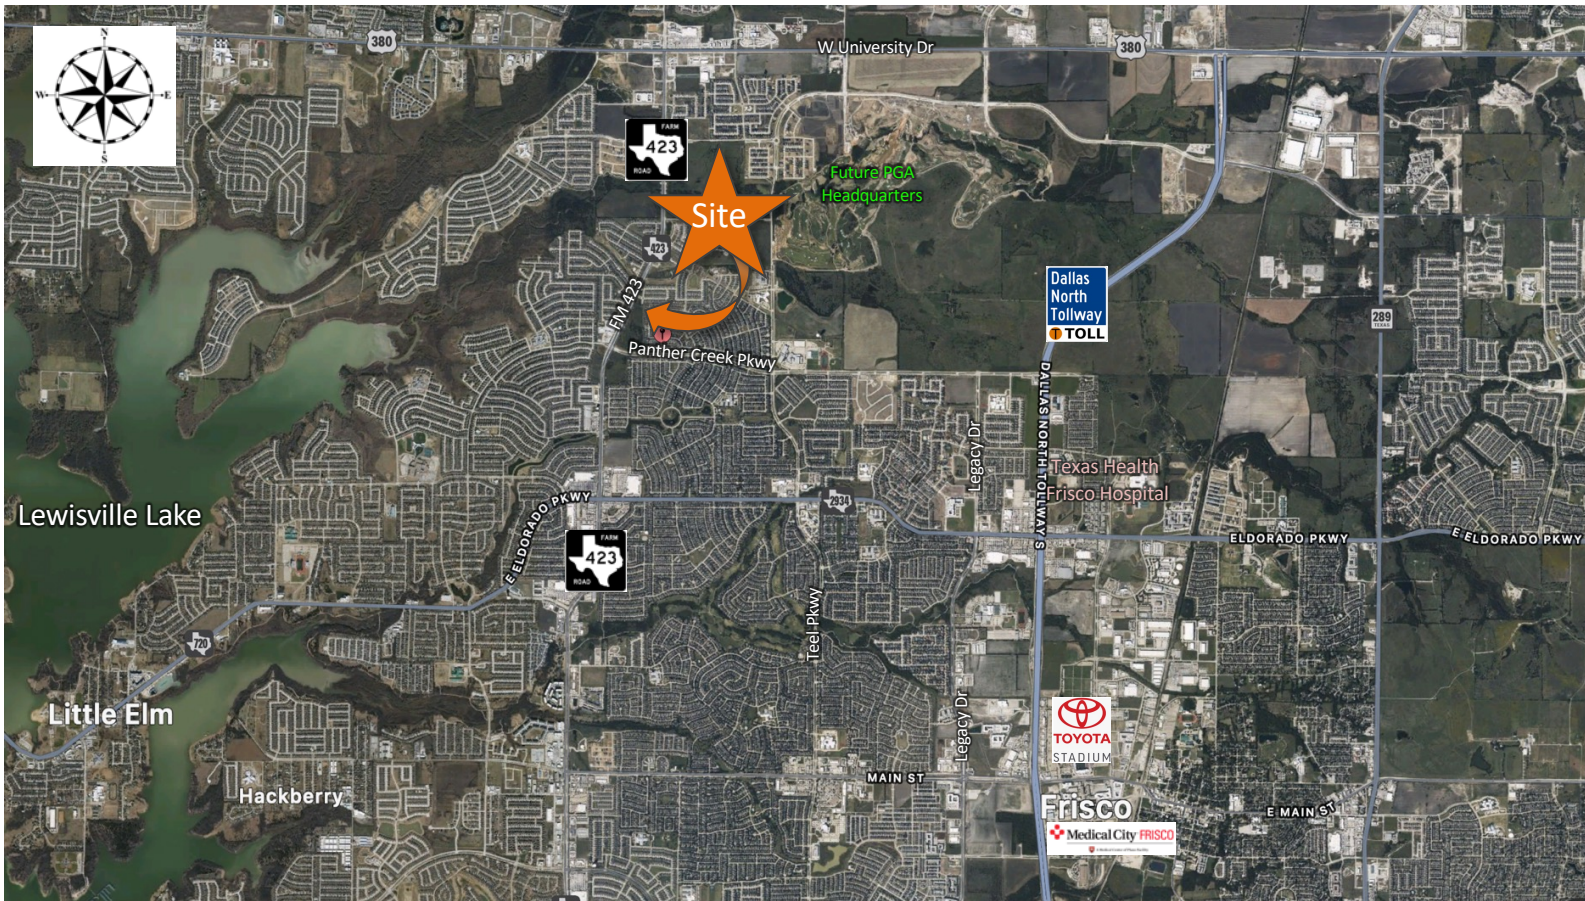 N
W
E
S
380
W University Dr
380
FARM
423
ROAD
Site
Future PGA
Headquarters
423
FM 423
Panther Creek Pkwy
Dallas
North
Tollway
TOLL
289
TEXAS
DALLAS NORTH TOLLWAY S
Legacy Dr
Texas Health
Frisco Hospital
Lewisville Lake
E ELDORADO PKWY
2934
ELDORADO PKWY
E ELDORADO PKWY
FARM
423
ROAD
Teel Pkwy
720
Little Elm
Legacy Dr
TOYOTA
STADIUM
MAIN ST
Hackberry
Frisco
E MAIN ST
Medical City FRISCO